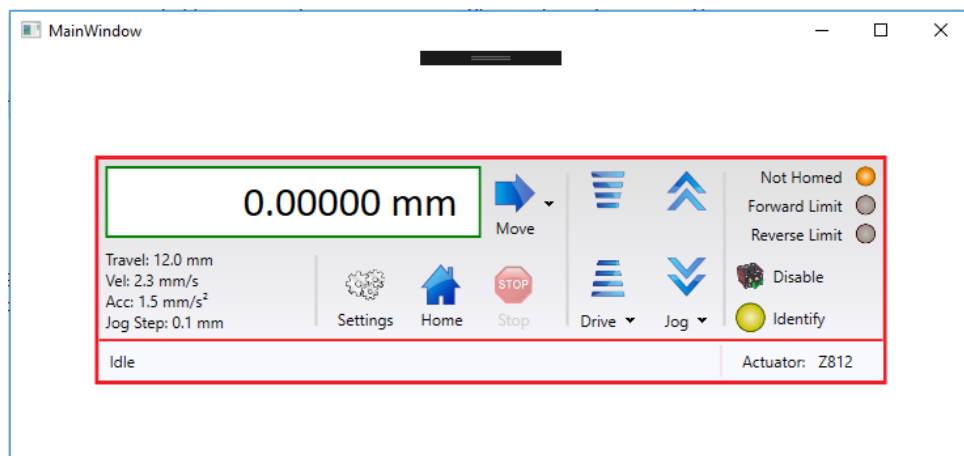 MainWindow
0.00000 mm
Move
Not Homed
Forward Limit
Reverse Limit
Travel: 12.0 mm
Vel: 2.3 mm/s
Acc: 1.5 mm/s²
Jog Step: 0.1 mm
Settings
Home
STOP
Stop
Drive
Jog
Disable
Identify
Idle
Actuator: Z812